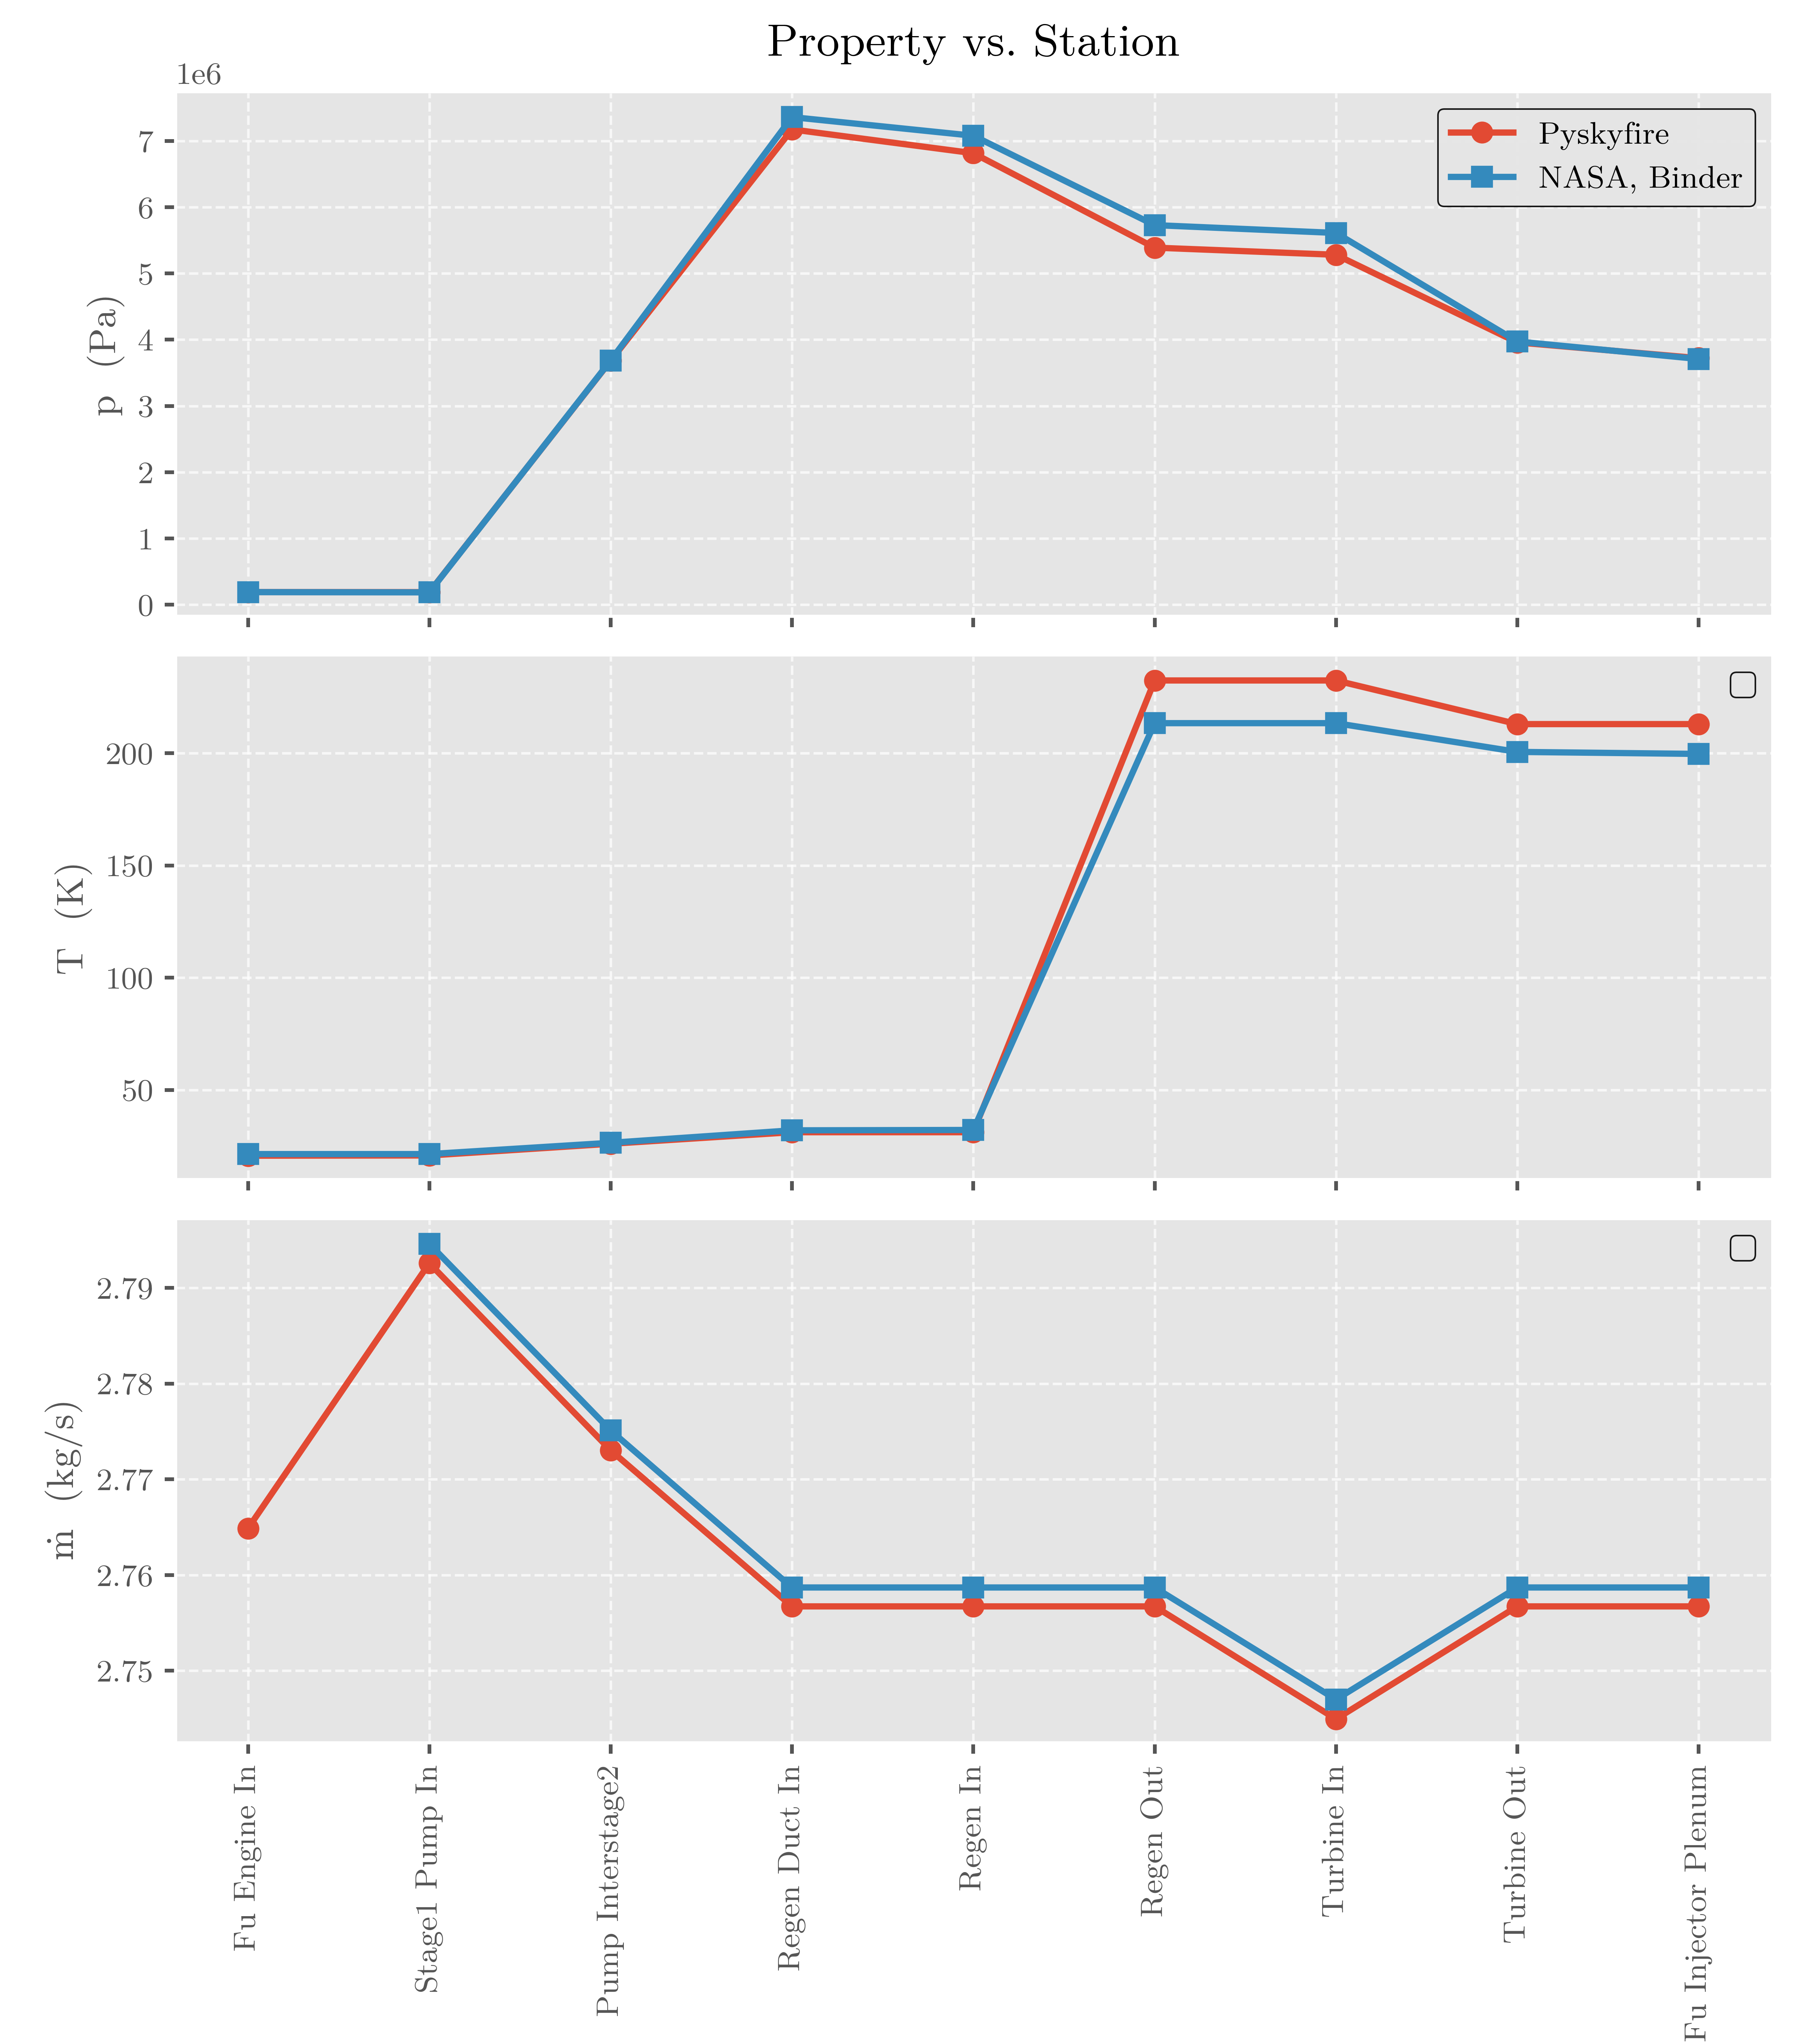 Property vs. Station
1e6
7
6
5
4
3
2
1
0
p (Pa)
Pyskyfire
NASA, Binder
200
150
100
50
T (K)
2.79
2.78
2.77
2.76
2.75
ṁ (kg/s)
Fu Engine In
Stage1 Pump In
Pump Interstage2
Regen Duct In
Regen In
Regen Out
Turbine In
Turbine Out
Fu Injector Plenum